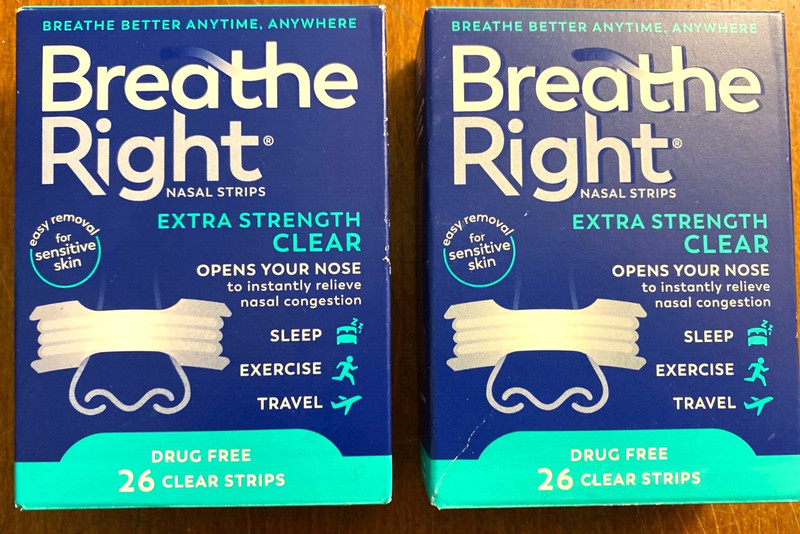 BREATHE BETTER ANYTIME, ANYWHERE
Breathe
Right®
NASAL STRIPS
easy removal
for
sensitive
skin
EXTRA STRENGTH
CLEAR
OPENS YOUR NOSE
to instantly relieve
nasal congestion
SLEEP
EXERCISE
TRAVEL
DRUG FREE
26 CLEAR STRIPS
BREATHE BETTER ANYTIME, ANYWHERE
Breathe
Right®
NASAL STRIPS
easy removal
for
sensitive
skin
EXTRA STRENGTH
CLEAR
OPENS YOUR NOSE
to instantly relieve
nasal congestion
SLEEP
EXERCISE
TRAVEL
DRUG FREE
26 CLEAR STRIPS